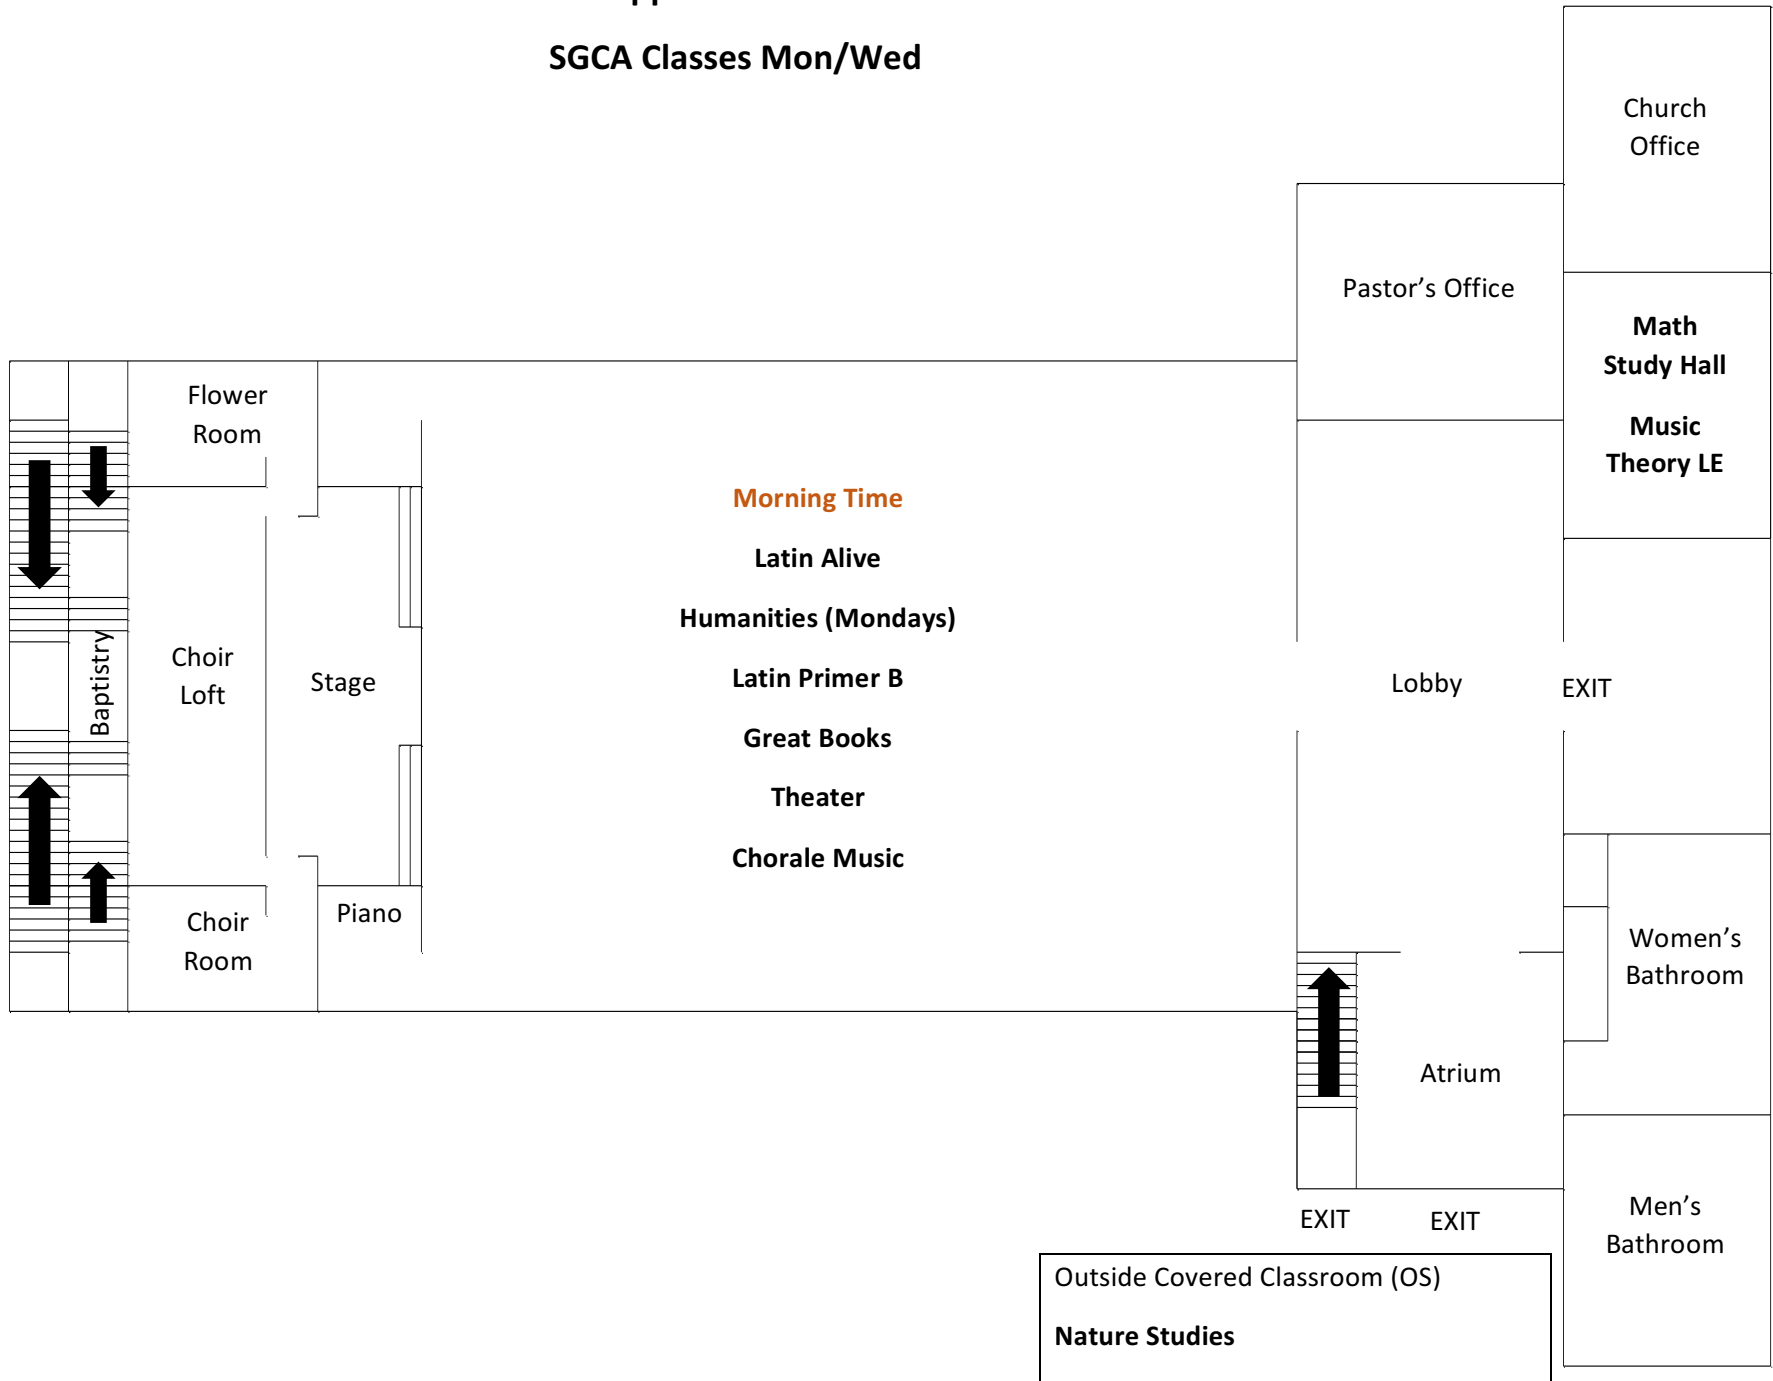 SGCA Classes Mon/Wed
Church
Office
Pastor’s Office
Math
Study Hall
Music
Theory LE
Flower
Room
Morning Time
Latin Alive
Humanities (Mondays)
Latin Primer B
Great Books
Theater
Chorale Music
Baptistry
Choir
Loft
Stage
Lobby
EXIT
Choir
Room
Piano
Women’s
Bathroom
Atrium
Men’s
Bathroom
EXIT
EXIT
Outside Covered Classroom (OS)
Nature Studies